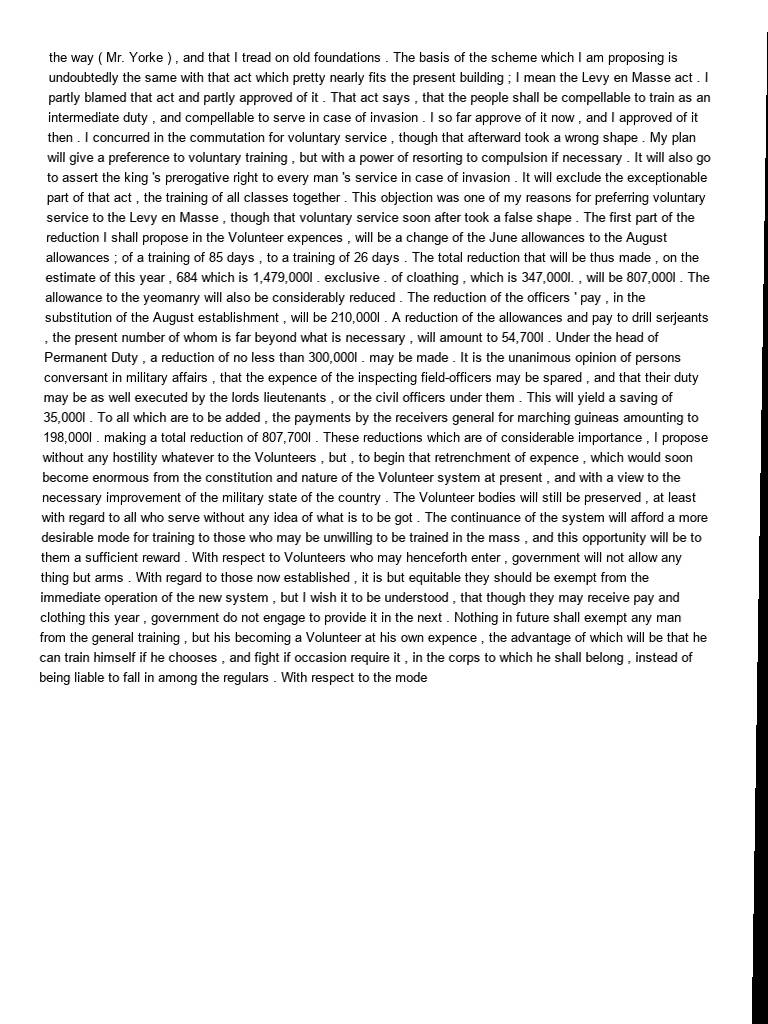 the way ( Mr. Yorke ) , and that I tread on old foundations . The basis of the scheme which I am proposing is
undoubtedly the same with that act which pretty nearly fits the present building ; I mean the Levy en Masse act . I
partly blamed that act and partly approved of it . That act says , that the people shall be compellable to train as an
intermediate duty , and compellable to serve in case of invasion . I so far approve of it now , and I approved of it
then . I concurred in the commutation for voluntary service , though that afterward took a wrong shape . My plan
will give a preference to voluntary training , but with a power of resorting to compulsion if necessary . It will also go
to assert the king 's prerogative right to every man 's service in case of invasion . It will exclude the exceptionable
part of that act , the training of all classes together . This objection was one of my reasons for preferring voluntary
service to the Levy en Masse , though that voluntary service soon after took a false shape . The first part of the
reduction I shall propose in the Volunteer expences , will be a change of the June allowances to the August
allowances ; of a training of 85 days , to a training of 26 days . The total reduction that will be thus made , on the
estimate of this year , 684 which is 1,479,000l . exclusive . of cloathing , which is 347,000l. , will be 807,000l . The
allowance to the yeomanry will also be considerably reduced . The reduction of the officers ' pay , in the
substitution of the August establishment , will be 210,000l . A reduction of the allowances and pay to drill serjeants
, the present number of whom is far beyond what is necessary , will amount to 54,700l . Under the head of
Permanent Duty , a reduction of no less than 300,000l . may be made . It is the unanimous opinion of persons
conversant in military affairs , that the expence of the inspecting field-officers may be spared , and that their duty
may be as well executed by the lords lieutenants , or the civil officers under them . This will yield a saving of
35,000l . To all which are to be added , the payments by the receivers general for marching guineas amounting to
198,000l . making a total reduction of 807,700l . These reductions which are of considerable importance , I propose
without any hostility whatever to the Volunteers , but , to begin that retrenchment of expence , which would soon
become enormous from the constitution and nature of the Volunteer system at present , and with a view to the
necessary improvement of the military state of the country . The Volunteer bodies will still be preserved , at least
with regard to all who serve without any idea of what is to be got . The continuance of the system will afford a more
desirable mode for training to those who may be unwilling to be trained in the mass , and this opportunity will be to
them a sufficient reward . With respect to Volunteers who may henceforth enter , government will not allow any
thing but arms . With regard to those now established , it is but equitable they should be exempt from the
immediate operation of the new system , but I wish it to be understood , that though they may receive pay and
clothing this year , government do not engage to provide it in the next . Nothing in future shall exempt any man
from the general training , but his becoming a Volunteer at his own expence , the advantage of which will be that he
can train himself if he chooses , and fight if occasion require it , in the corps to which he shall belong , instead of
being liable to fall in among the regulars . With respect to the mode